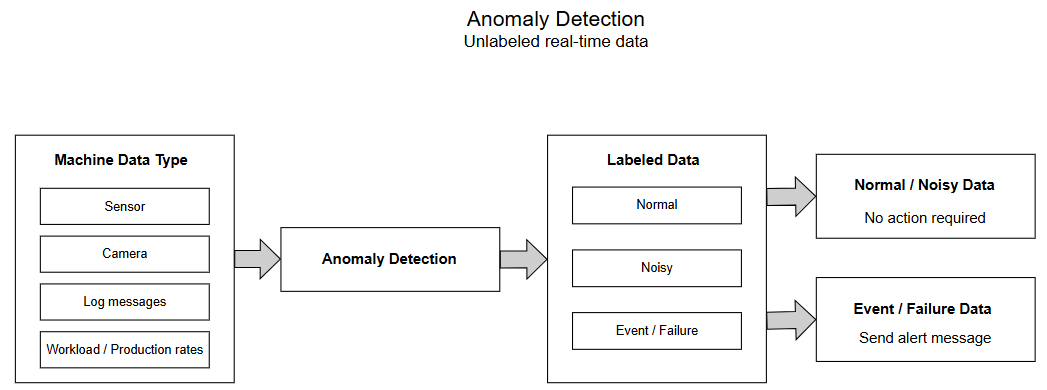 Anomaly Detection
Unlabeled real-time data
Machine Data Type
Sensor
Camera
Log messages
Workload / Production rates
Anomaly Detection
Labeled Data
Normal
Noisy
Event / Failure
Normal / Noisy Data
No action required
Event / Failure Data
Send alert message